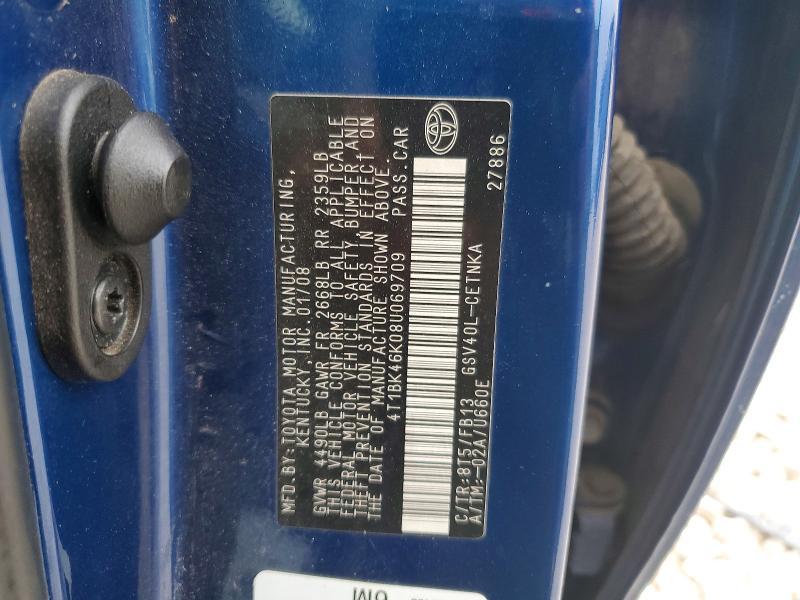 MFD.BY:TOYOTA MOTOR MANUFACTURING,
KENTUCKY, INC. 01/08
GVWR 4490LB GAWR FR 2668LB RR 2359LB
THIS VEHICLE CONFORMS TO ALL APPLICABLE
FEDERAL MOTOR VEHICLE SAFETY, BUMPER AND
THEFT PREVENTION STANDARDS IN EFFECT ON
THE DATE OF MANUFACTURE SHOWN ABOVE.
4T1BK46K08U069709 PASS. CAR
C/TR:8T5/FB13 GSV40L-CETNKA
A/TM:-02A/U660E 27886